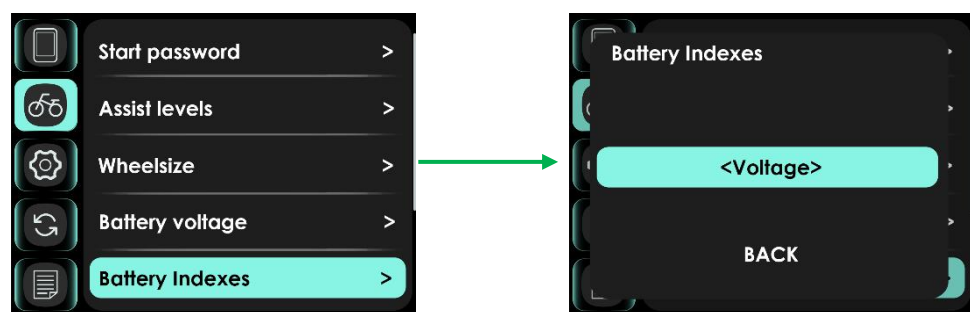 Start password >
Assist levels >
Wheelsize >
Battery voltage >
Battery Indexes >
Battery Indexes
<Voltage>
BACK